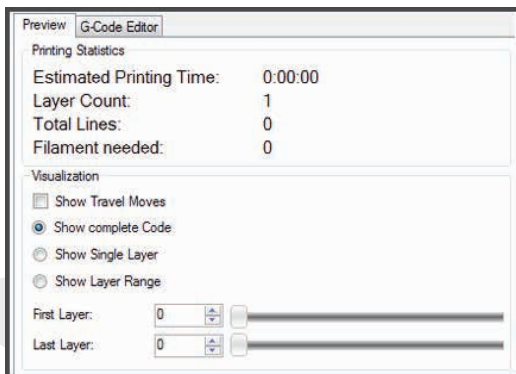 Preview G-Code Editor
Printing Statistics
Estimated Printing Time: 0:00:00
Layer Count: 1
Total Lines: 0
Filament needed: 0
Visualization
Show Travel Moves
Show complete Code
Show Single Layer
Show Layer Range
First Layer: 0
Last Layer: 0